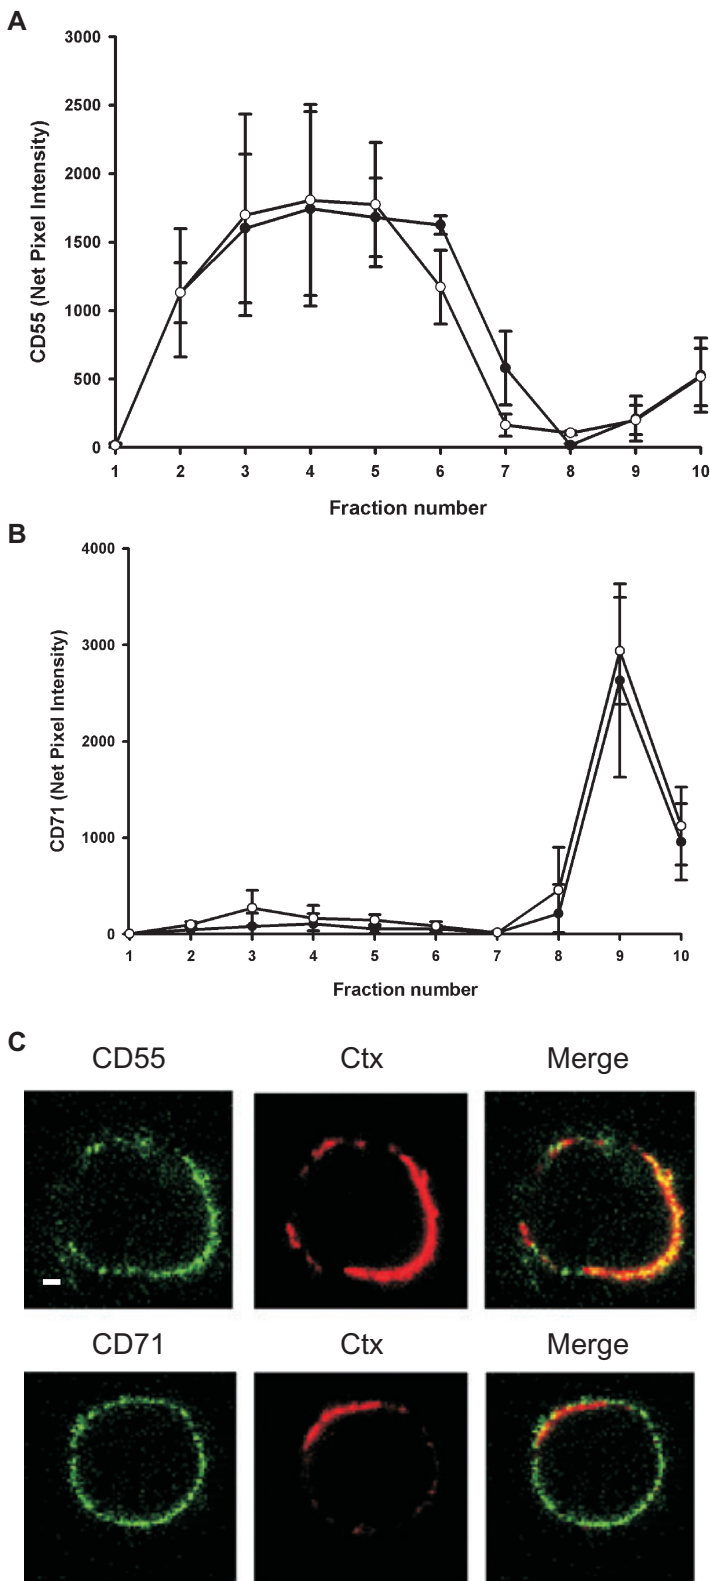 A
3000
2500
2000
1500
1000
500
0
CD55 (Net Pixel Intensity)
1 2 3 4 5 6 7 8 9 10
Fraction number
B
4000
3000
2000
1000
0
CD71 (Net Pixel Intensity)
1 2 3 4 5 6 7 8 9 10
Fraction number
C
CD55 Ctx Merge
CD71 Ctx Merge